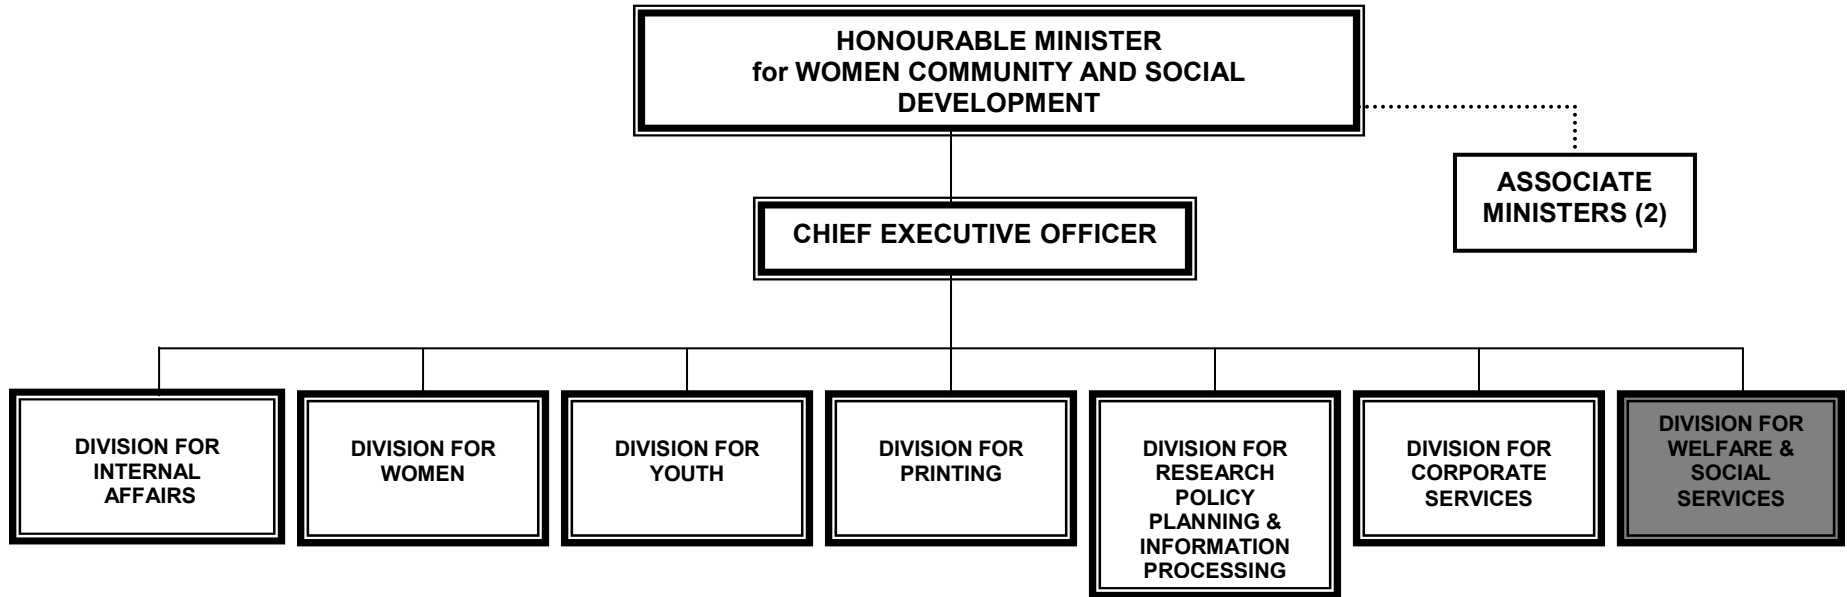 HONOURABLE MINISTER
for WOMEN COMMUNITY AND SOCIAL
DEVELOPMENT
ASSOCIATE
MINISTERS (2)
CHIEF EXECUTIVE OFFICER
DIVISION FOR
INTERNAL
AFFAIRS
DIVISION FOR
WOMEN
DIVISION FOR
YOUTH
DIVISION FOR
PRINTING
DIVISION FOR
RESEARCH
POLICY
PLANNING &
INFORMATION
PROCESSING
DIVISION FOR
CORPORATE
SERVICES
DIVISION FOR
WELFARE &
SOCIAL
SERVICES